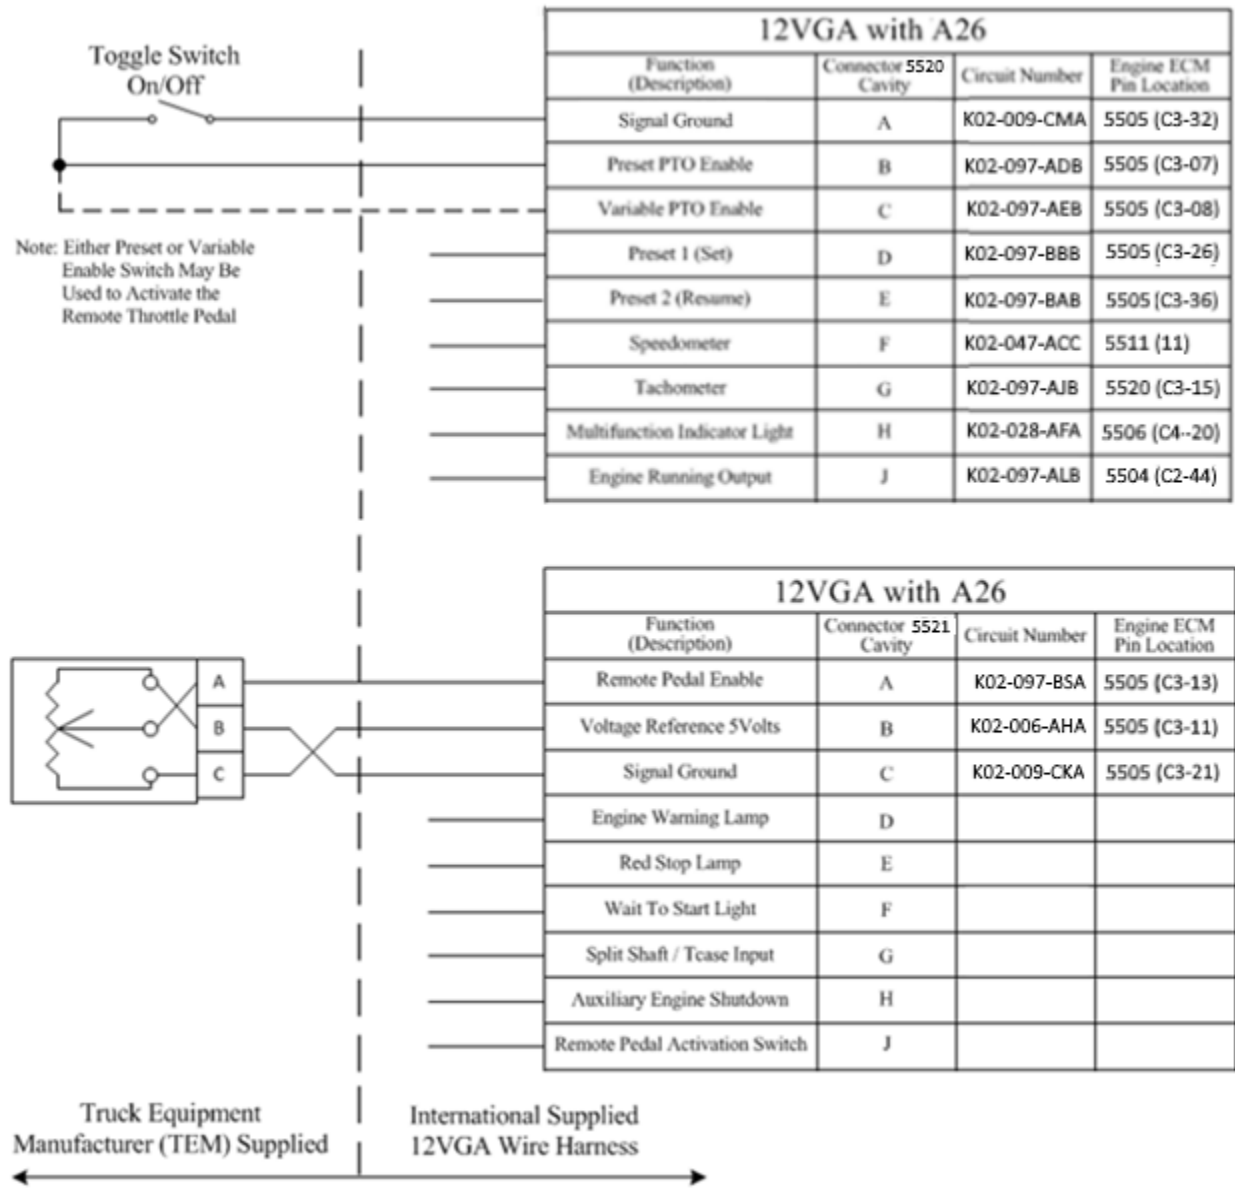 12VGA with A26
Toggle Switch
On/Off
Function
(Description)
Connector 5520
Cavity
Circuit Number
Engine ECM
Pin Location
Signal Ground A K02-009-CMA 5505 (C3-32)
Preset PTO Enable B K02-097-ADB 5505 (C3-07)
Variable PTO Enable C K02-097-AEB 5505 (C3-08)
Note: Either Preset or Variable
Enable Switch May Be
Used to Activate the
Remote Throttle Pedal
Preset 1 (Set) D K02-097-BBB 5505 (C3-26)
Preset 2 (Resume) E K02-097-BAB 5505 (C3-36)
Speedometer F K02-047-ACC 5511 (11)
Tachometer G K02-097-AJB 5520 (C3-15)
Multifunction Indicator Light H K02-028-AFA 5506 (C4--20)
Engine Running Output J K02-097-ALB 5504 (C2-44)
12VGA with A26
Function
(Description)
Connector 5521
Cavity
Circuit Number
Engine ECM
Pin Location
A
B
C
Remote Pedal Enable A K02-097-BSA 5505 (C3-13)
Voltage Reference 5Volts B K02-006-AHA 5505 (C3-11)
Signal Ground C K02-009-CKA 5505 (C3-21)
Engine Warning Lamp D
Red Stop Lamp E
Wait To Start Light F
Split Shaft / Tcase Input G
Auxiliary Engine Shutdown H
Remote Pedal Activation Switch J
Truck Equipment
Manufacturer (TEM) Supplied
International Supplied
12VGA Wire Harness